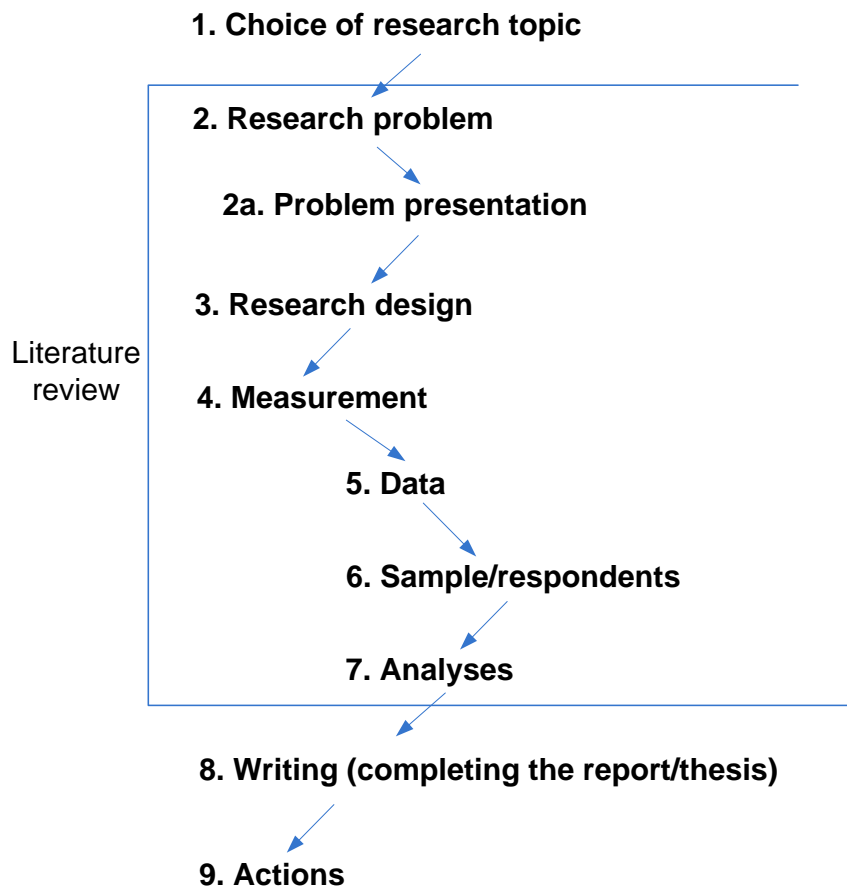 1. Choice of research topic
2. Research problem
2a. Problem presentation
3. Research design
Literature
review
4. Measurement
5. Data
6. Sample/respondents
7. Analyses
8. Writing (completing the report/thesis)
9. Actions